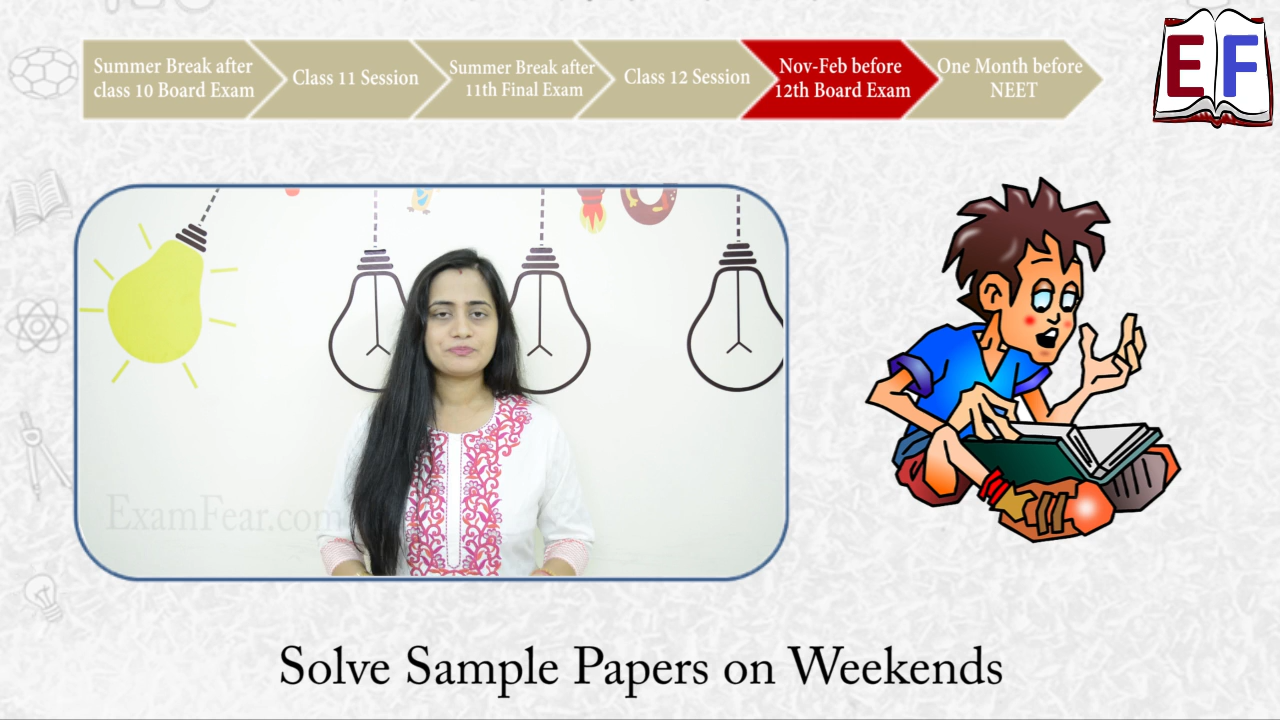 Summer Break after
class 10 Board Exam
Class 11 Session
Summer Break after
11th Final Exam
Class 12 Session
Nov-Feb before
12th Board Exam
One Month before
NEET
EF
ExamFear.com
Solve Sample Papers on Weekends